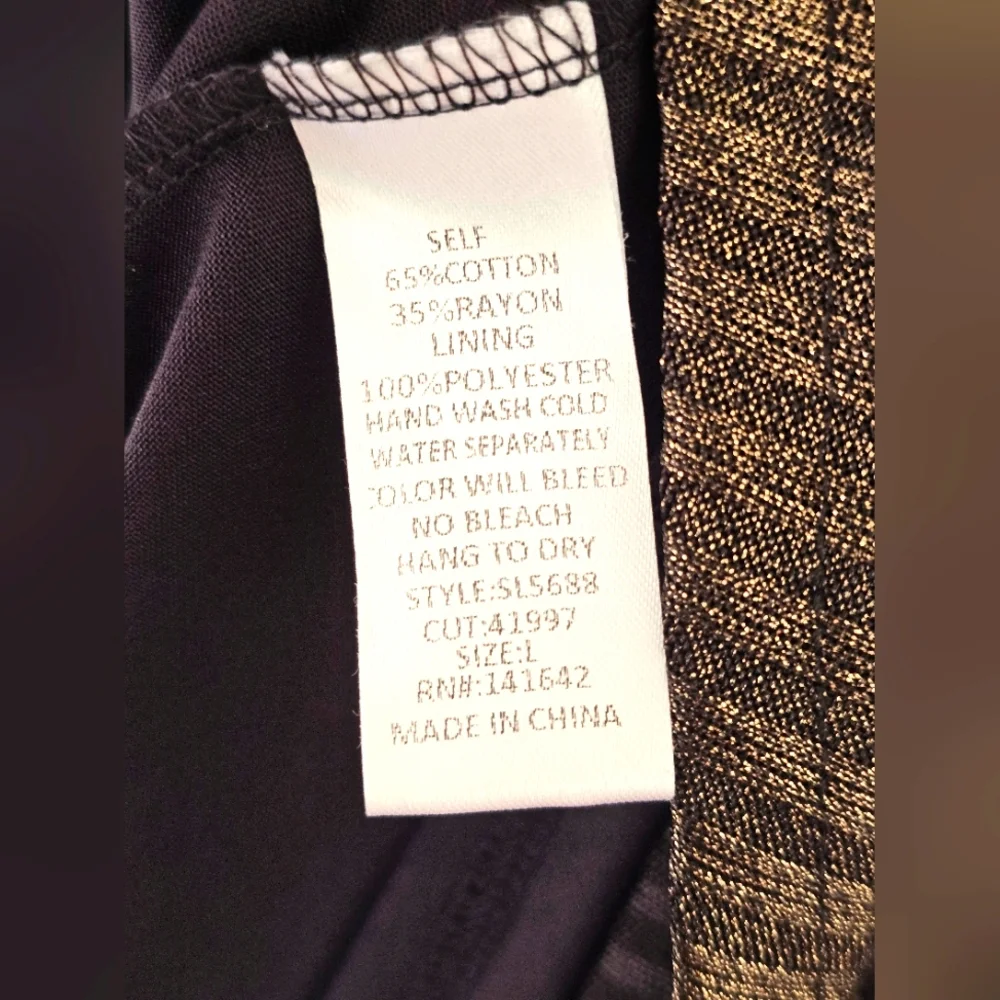 SELF
65%COTTON
35%RAYON
LINING
100%POLYESTER
HAND WASH COLD
WATER SEPARATELY
COLOR WILL BLEED
NO BLEACH
HANG TO DRY
STYLE:SL5688
CUT:41997
SIZE:L
RN#:141642
MADE IN CHINA